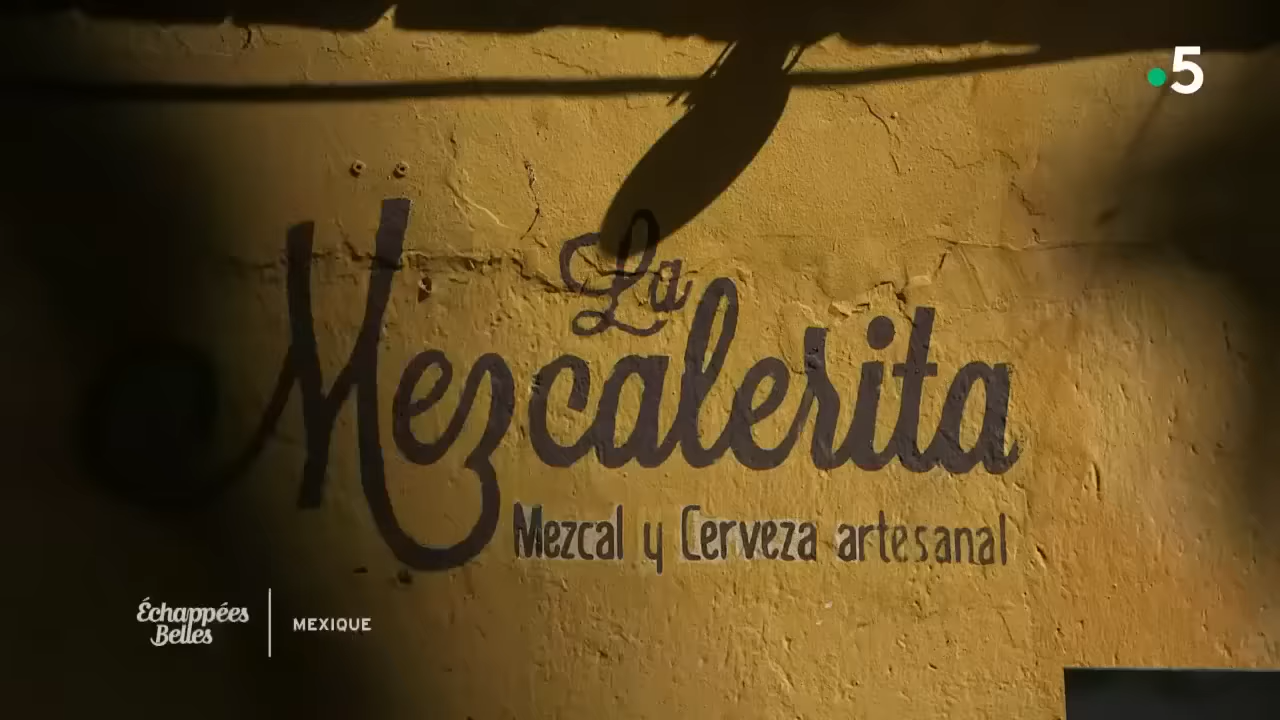 5
La
Mezcalerita
Mezcal y Cerveza artesanal
Échappées
Belles
MEXIQUE